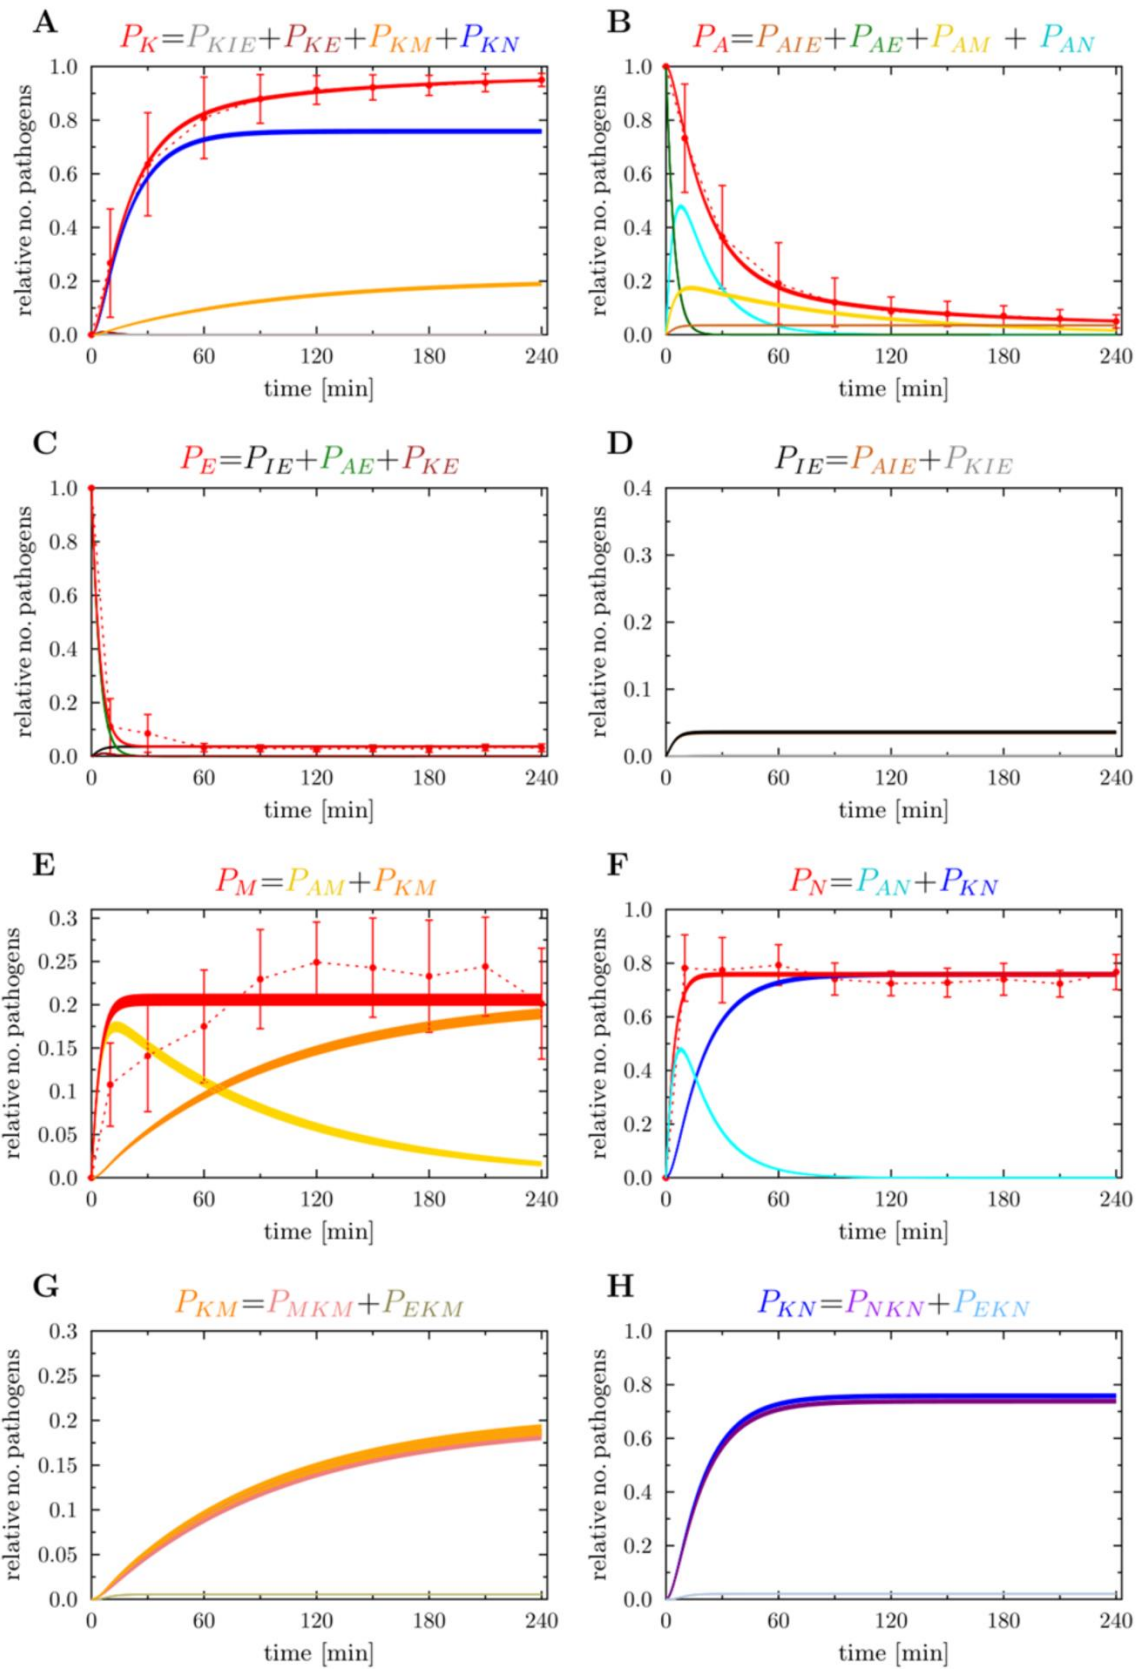 A
P_K=P_KIE+P_KE+P_KM+P_KN
relative no. pathogens
1.0
0.8
0.6
0.4
0.2
0.0
0 60 120 180 240
time [min]
B
P_A=P_AIE+P_AE+P_AM + P_AN
relative no. pathogens
1.0
0.8
0.6
0.4
0.2
0.0
0 60 120 180 240
time [min]
C
P_E=P_IE+P_AE+P_KE
relative no. pathogens
1.0
0.8
0.6
0.4
0.2
0.0
0 60 120 180 240
time [min]
D
P_IE=P_AIE+P_KIE
relative no. pathogens
0.4
0.3
0.2
0.1
0.0
0 60 120 180 240
time [min]
E
P_M=P_AM+P_KM
relative no. pathogens
0.3
0.25
0.2
0.15
0.1
0.05
0.0
0 60 120 180 240
time [min]
F
P_N=P_AN+P_KN
relative no. pathogens
1.0
0.8
0.6
0.4
0.2
0.0
0 60 120 180 240
time [min]
G
P_KM=P_MKM+P_EKM
relative no. pathogens
0.3
0.25
0.2
0.15
0.1
0.05
0.0
0 60 120 180 240
time [min]
H
P_KN=P_NKN+P_EKN
relative no. pathogens
1.0
0.8
0.6
0.4
0.2
0.0
0 60 120 180 240
time [min]